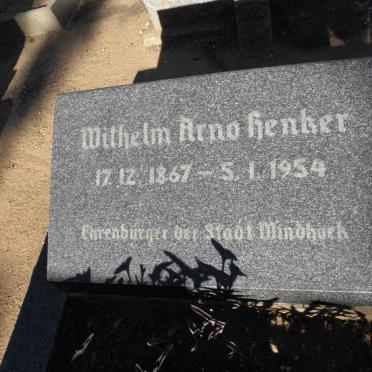 Wilhelm Arno Henker
17. 12. 1867 – 5. 1. 1954
Ehrenbürger der Stadt Windhoek